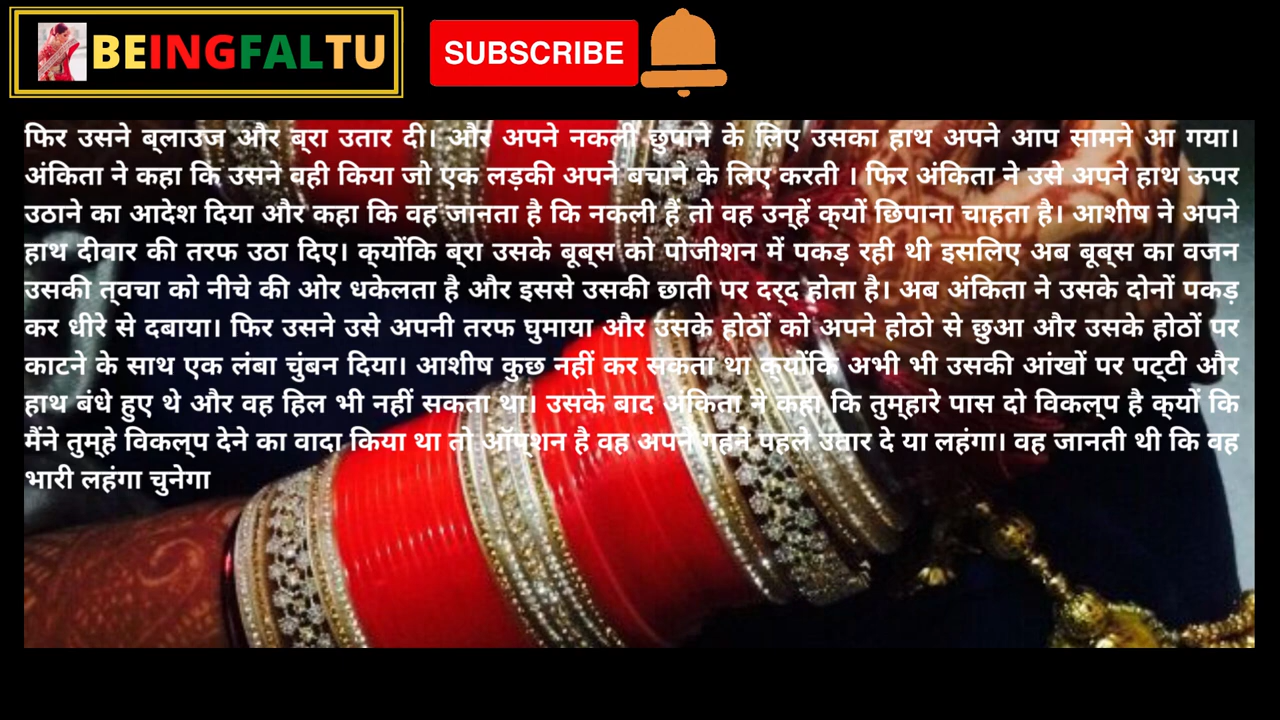 BEINGFALTU
SUBSCRIBE
फिर उसने ब्लाउज और ब्रा उतार दी। और अपने नकली छुपाने के लिए उसका हाथ अपने आप सामने आ गया।
अंकिता ने कहा कि उसने वही किया जो एक लड़की अपने बचाने के लिए करती । फिर अंकिता ने उसे अपने हाथ ऊपर
उठाने का आदेश दिया और कहा कि वह जानता है कि नकली हैं तो वह उन्हें क्यों छिपाना चाहता है। आशीष ने अपने
हाथ दीवार की तरफ उठा दिए। क्योंकि ब्रा उसके बूब्स को पोजीशन में पकड़ रही थी इसलिए अब बूब्स का वजन
उसकी त्वचा को नीचे की ओर धकेलता है और इससे उसकी छाती पर दर्द होता है। अब अंकिता ने उसके दोनों पकड़
कर धीरे से दबाया। फिर उसने उसे अपनी तरफ घुमाया और उसके होठों को अपने होठो से छुआ और उसके होठों पर
काटने के साथ एक लंबा चुंबन दिया। आशीष कुछ नहीं कर सकता था क्योंकि अभी भी उसकी आंखों पर पट्टी और
हाथ बंधे हुए थे और वह हिल भी नहीं सकता था। उसके बाद अंकिता ने कहा कि तुम्हारे पास दो विकल्प है क्यों कि
मैंने तुम्हे विकल्प देने का वादा किया था तो ऑप्शन है वह अपने गहने पहले उतार दे या लहंगा। वह जानती थी कि वह
भारी लहंगा चुनेगा